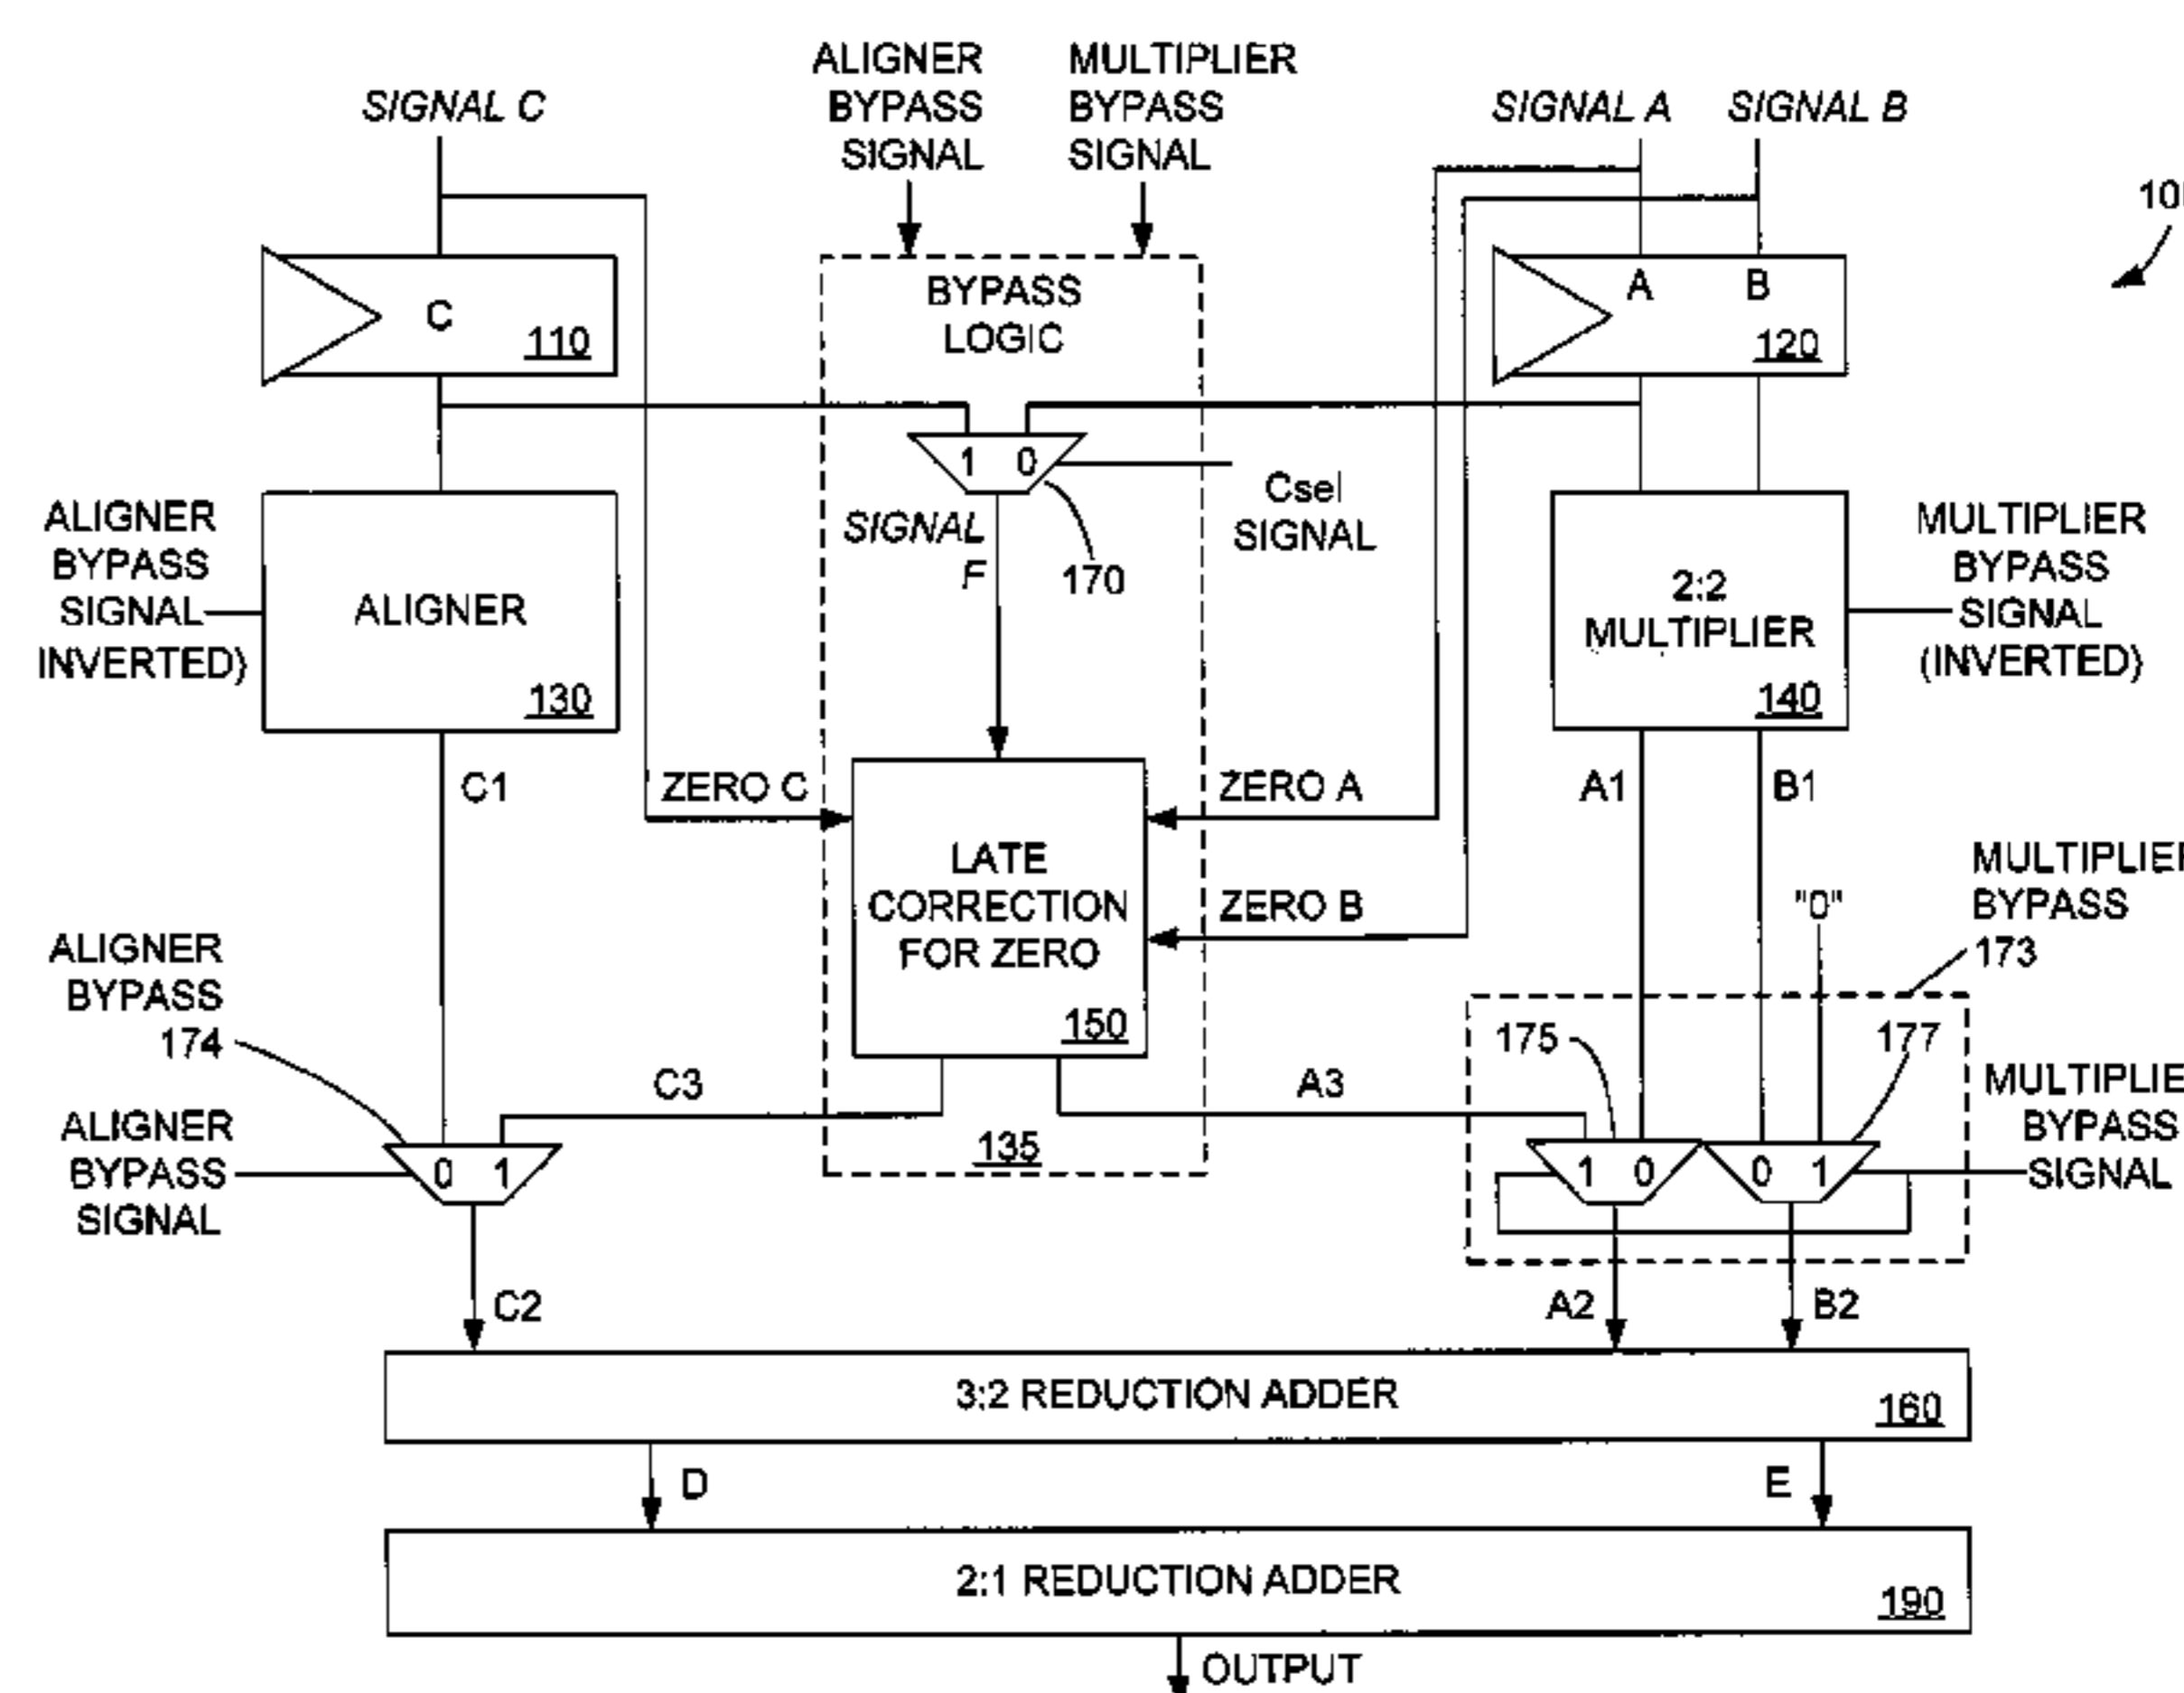 ALIGNER
BYPASS
SIGNAL
MULTIPLIER
BYPASS
SIGNAL
SIGNAL C
SIGNAL A
SIGNAL B
10
C
110
BYPASS
LOGIC
A
B
120
1 0
Csel
SIGNAL
SIGNAL
F
170
ALIGNER
BYPASS
SIGNAL
INVERTED)
ALIGNER
130
2:2
MULTIPLIER
140
MULTIPLIER
BYPASS
SIGNAL
(INVERTED)
C1
ZERO C
ZERO A
A1
B1
LATE
CORRECTION
FOR ZERO
150
ZERO B
"0"
MULTIPLIER
BYPASS
173
ALIGNER
BYPASS
174
175
177
C3
A3
135
ALIGNER
BYPASS
SIGNAL
0 1
1 0
0 1
MULTIPLIE
BYPASS
SIGNAL
C2
A2
B2
3:2 REDUCTION ADDER
160
D
E
2:1 REDUCTION ADDER
190
OUTPUT